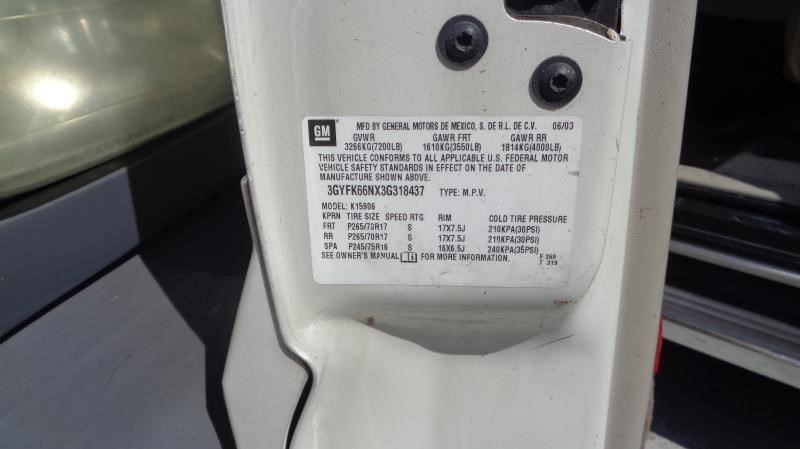 GM MFD BY GENERAL MOTORS DE MEXICO, S. DE R.L. DE C.V. 06/03
GVWR GAWR FRT GAWR RR
3266KG(7200LB) 1610KG(3550LB) 1814KG(4000LB)
THIS VEHICLE CONFORMS TO ALL APPLICABLE U.S. FEDERAL MOTOR
VEHICLE SAFETY STANDARDS IN EFFECT ON THE DATE OF
MANUFACTURE SHOWN ABOVE.
3GYFK66NX3G318437 TYPE: M.P.V.
MODEL: K15906
KPRN TIRE SIZE SPEED RTG RIM COLD TIRE PRESSURE
FRT P265/70R17 S 17X7.5J 210KPA(30PSI)
RR P265/70R17 S 17X7.5J 210KPA(30PSI)
SPA P245/75R16 S 16X6.5J 240KPA(35PSI)
SEE OWNER'S MANUAL FOR MORE INFORMATION. F 269
T 319